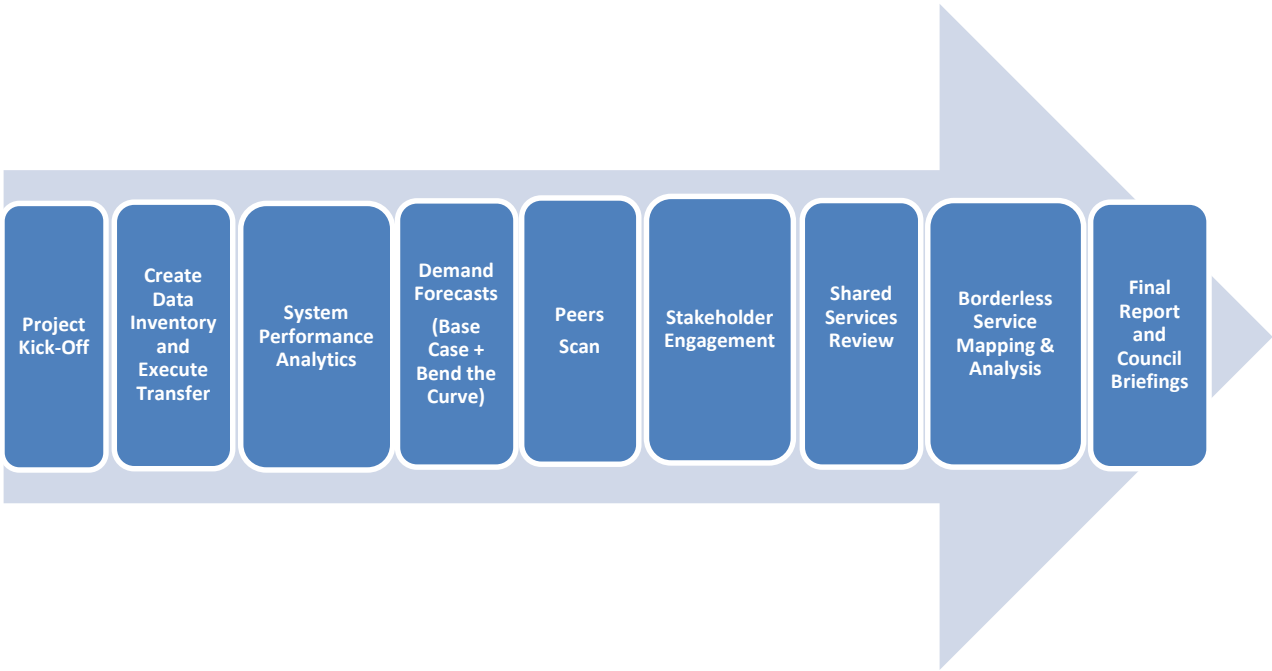 Project
Kick-Off
Create
Data
Inventory
and
Execute
Transfer
System
Performance
Analytics
Demand
Forecasts
(Base
Case +
Bend the
Curve)
Peers
Scan
Stakeholder
Engagement
Shared
Services
Review
Borderless
Service
Mapping &
Analysis
Final
Report
and
Council
Briefings